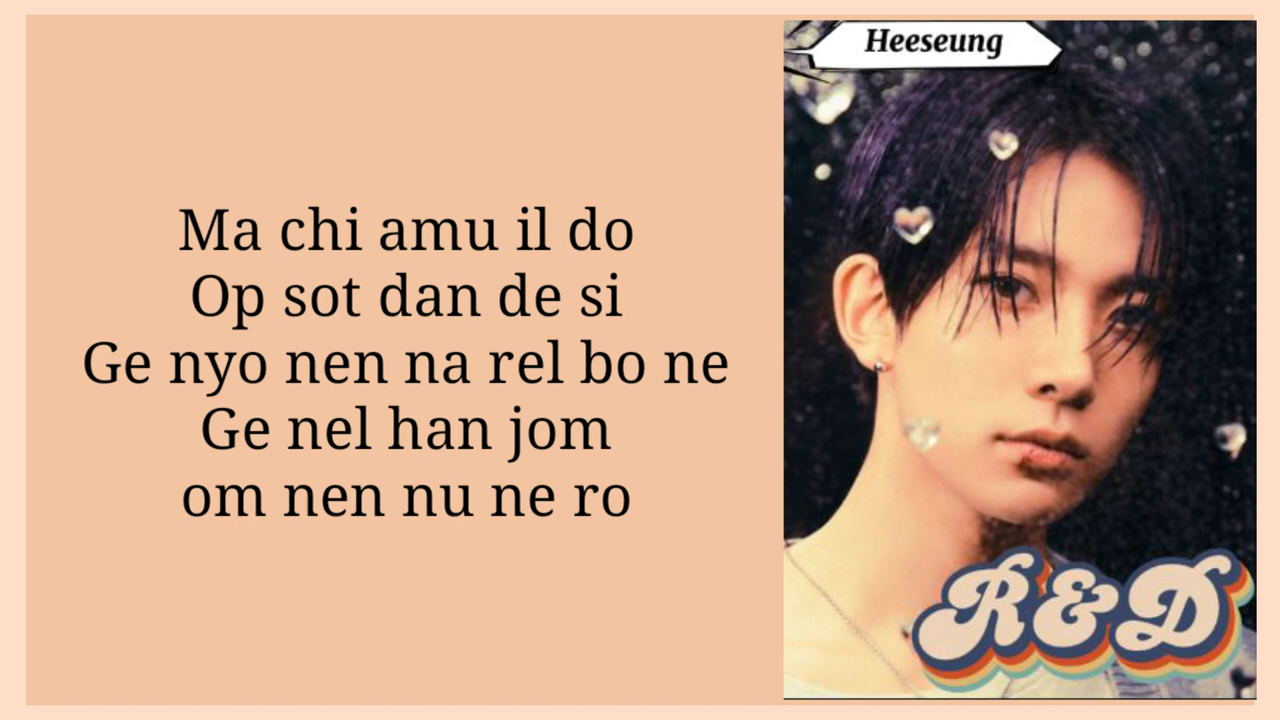 Heeseung
Ma chi amu il do
Op sot dan de si
Ge nyo nen na rel bo ne
Ge nel han jom
om nen nu ne ro
R&D